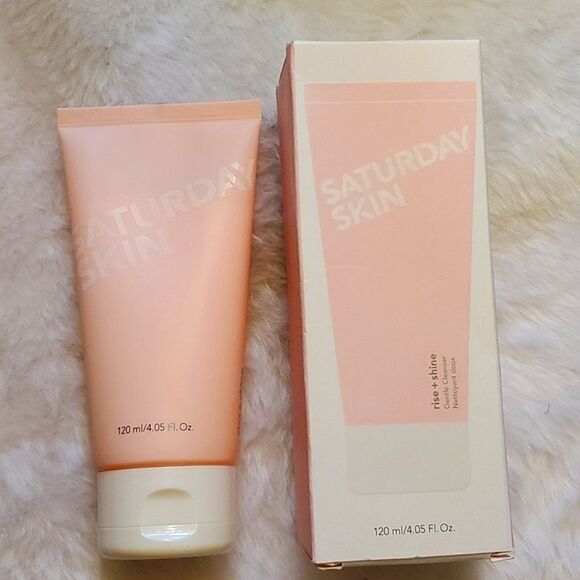 SATURDAY
SKIN
120 ml/4.05 Fl. Oz.
SATURDAY
SKIN
rise + shine
Gentle Cleanser
Nettoyant doux
120 ml/4.05 Fl. Oz.